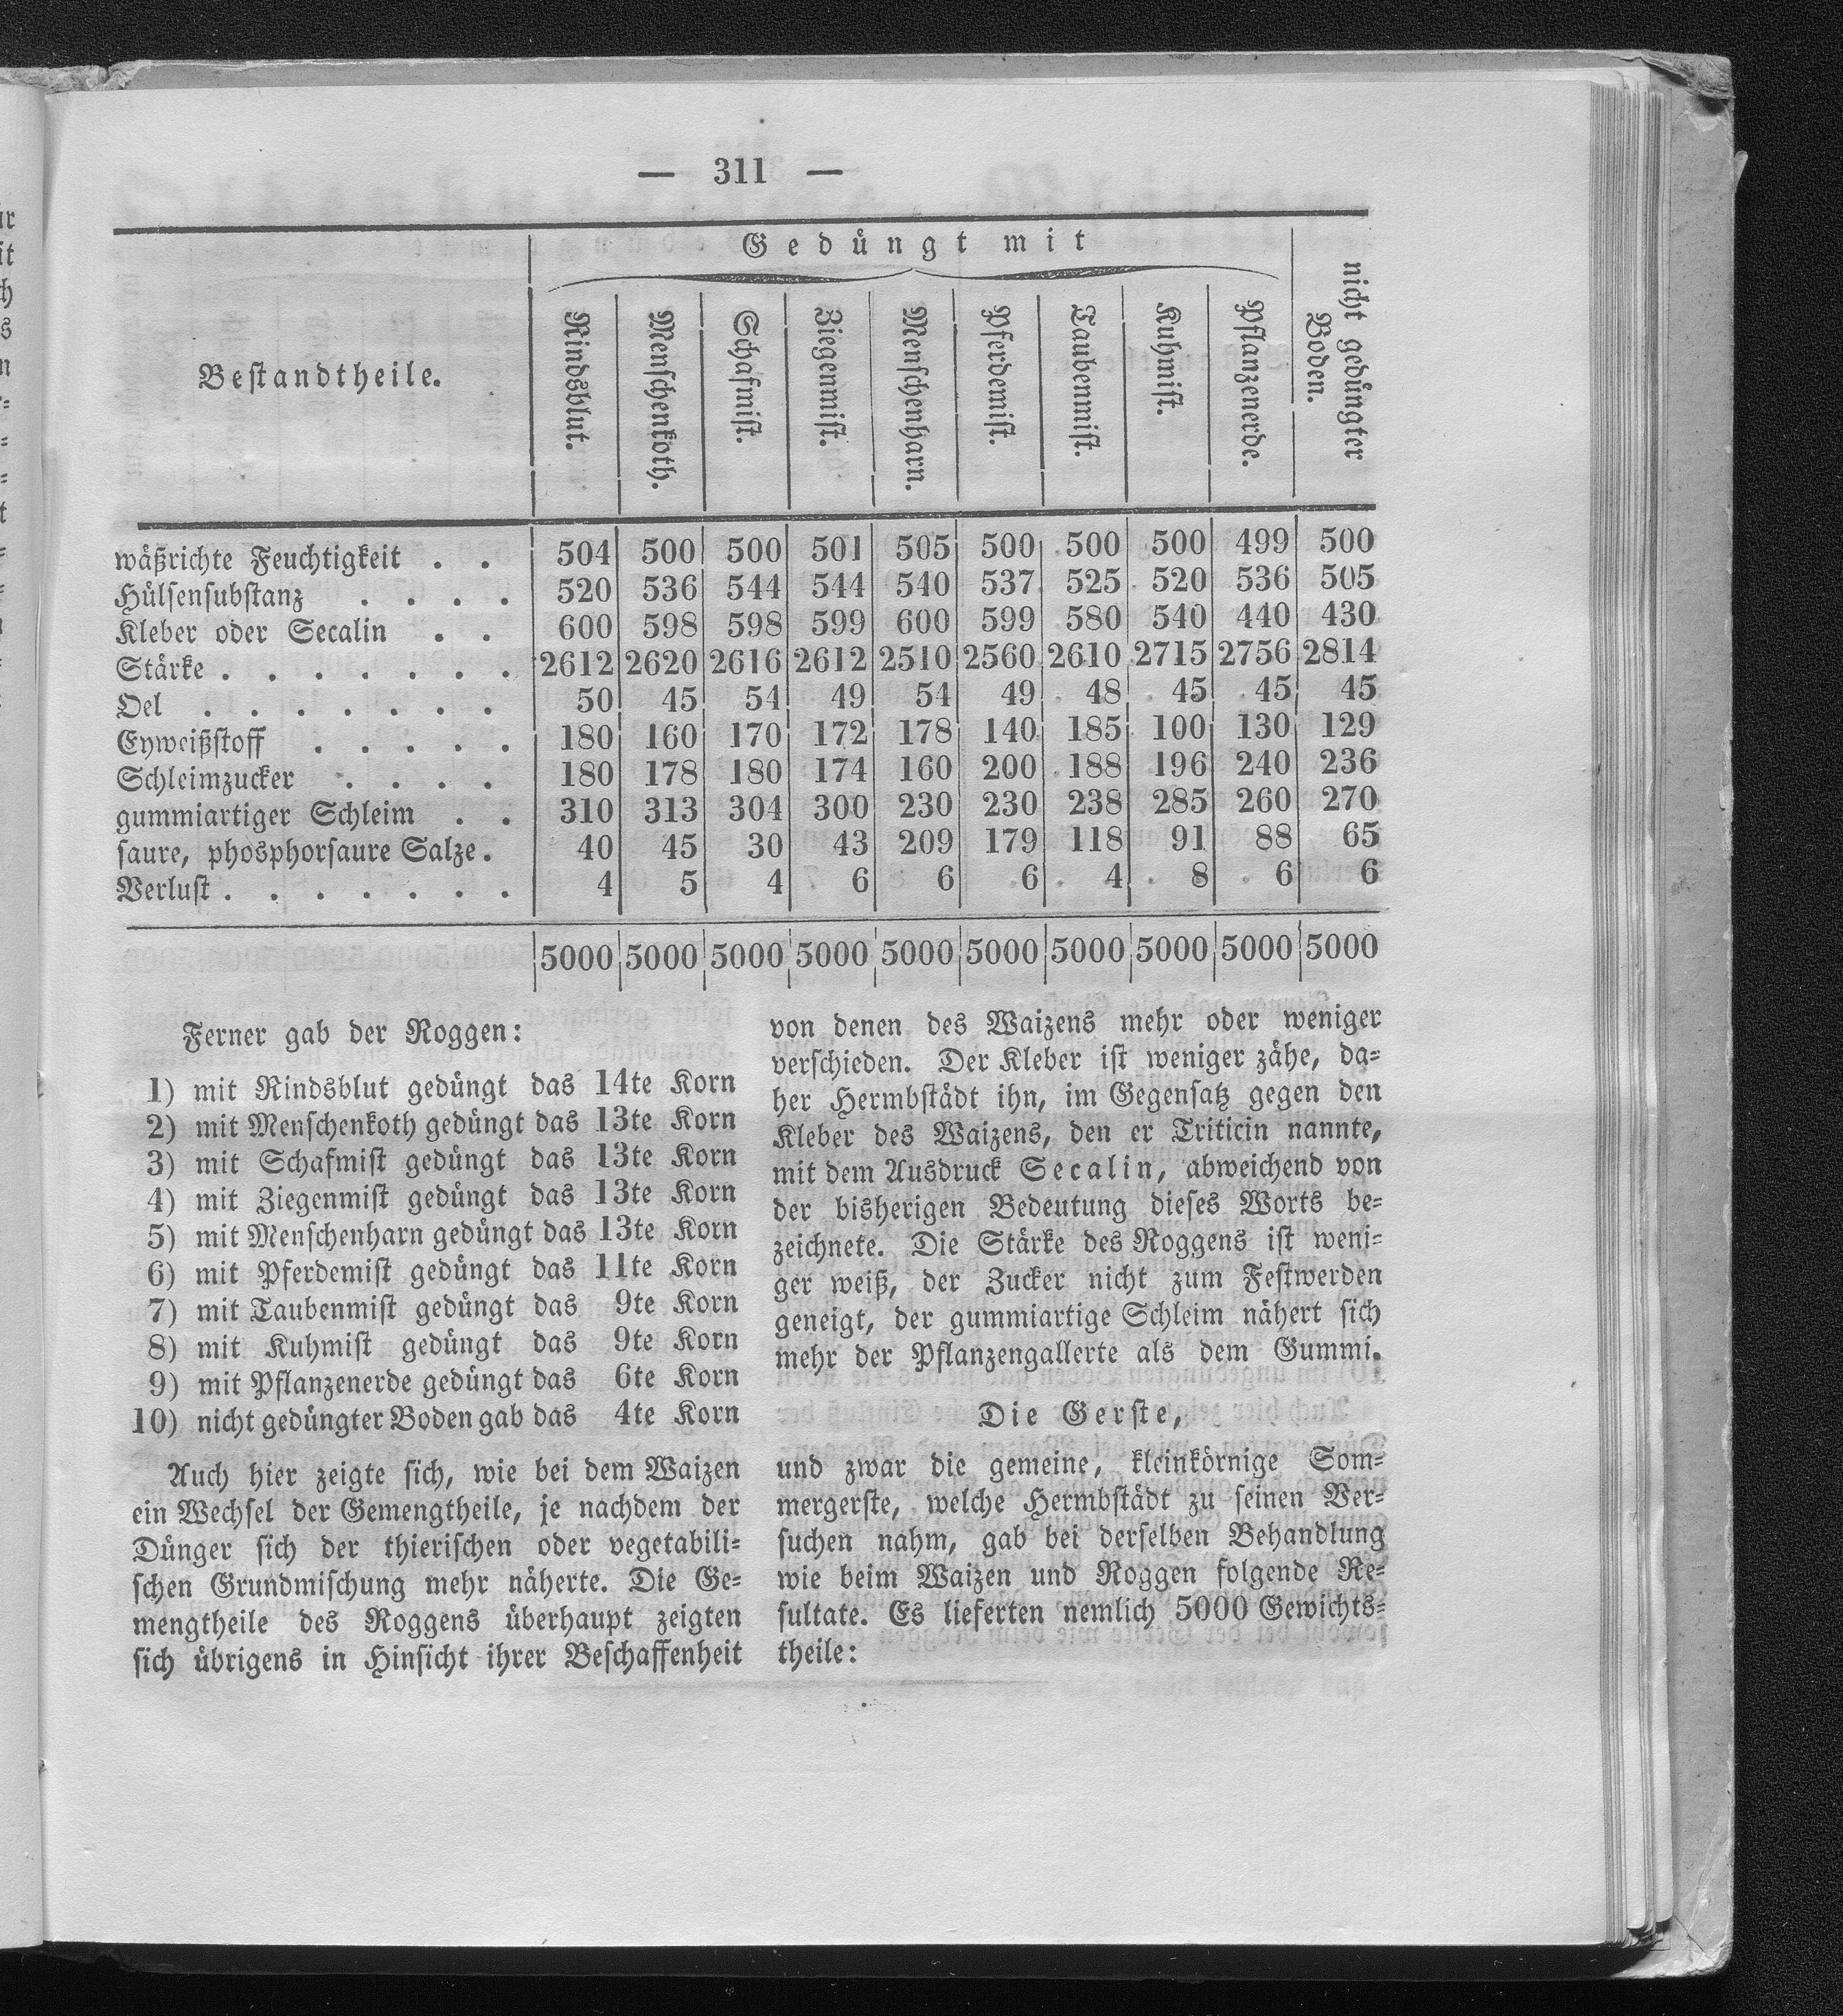 — 311 —
Gedüngt mit
Bestandtheile.
Rindsblut.
Menschenkoth.
Schafmist.
Ziegenmist.
Menschenharn.
Pferdemist.
Taubenmist.
Kuhmist.
Pflanzenerde.
nicht gedüngter
Boden.
wäßrichte Feuchtigkeit . . 504 500 500 501 505 500 500 500 499 500
Hülsensubstanz . . . . 520 536 544 544 540 537 525 520 536 505
Kleber oder Secalin . . 600 598 598 599 600 599 580 540 440 430
Stärke . . . . . . . 2612 2620 2616 2612 2510 2560 2610 2715 2756 2814
Oel . . . . . . . 50 45 54 49 54 49 48 45 45 45
Eyweißstoff . . . . . 180 160 170 172 178 140 185 100 130 129
Schleimzucker . . . . 180 178 180 174 160 200 188 196 240 236
gummiartiger Schleim . . 310 313 304 300 230 230 238 285 260 270
saure, phosphorsaure Salze. 40 45 30 43 209 179 118 91 88 65
Verlust . . . . . . . 4 5 4 6 6 6 4 8 6 6
5000 5000 5000 5000 5000 5000 5000 5000 5000 5000
Ferner gab der Roggen:
1) mit Rindsblut gedüngt das 14te Korn
2) mit Menschenkoth gedüngt das 13te Korn
3) mit Schafmist gedüngt das 13te Korn
4) mit Ziegenmist gedüngt das 13te Korn
5) mit Menschenharn gedüngt das 13te Korn
6) mit Pferdemist gedüngt das 11te Korn
7) mit Taubenmist gedüngt das 9te Korn
8) mit Kuhmist gedüngt das 9te Korn
9) mit Pflanzenerde gedüngt das 6te Korn
10) nicht gedüngter Boden gab das 4te Korn
Auch hier zeigte sich, wie bei dem Waizen
ein Wechsel der Gemengtheile, je nachdem der
Dünger sich der thierischen oder vegetabili-
schen Grundmischung mehr näherte. Die Ge-
mengtheile des Roggens überhaupt zeigten
sich übrigens in Hinsicht ihrer Beschaffenheit
von denen des Waizens mehr oder weniger
verschieden. Der Kleber ist weniger zähe, da-
her Hermbstädt ihn, im Gegensatz gegen den
Kleber des Waizens, den er Triticin nannte,
mit dem Ausdruck Secalin, abweichend von
der bisherigen Bedeutung dieses Worts be-
zeichnete. Die Stärke des Roggens ist weni-
ger weiß, der Zucker nicht zum Festwerden
geneigt, der gummiartige Schleim nähert sich
mehr der Pflanzengallerte als dem Gummi.
Die Gerste,
und zwar die gemeine, kleinkörnige Som-
mergerste, welche Hermbstädt zu seinen Ver-
suchen nahm, gab bei derselben Behandlung
wie beim Waizen und Roggen folgende Re-
sultate. Es lieferten nemlich 5000 Gewichts-
theile: